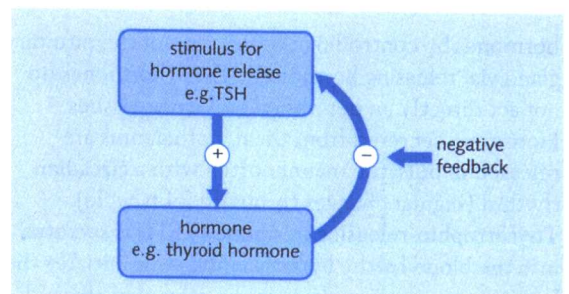 stimulus for
hormone release
e.g.TSH
+
−
negative
feedback
hormone
e.g. thyroid hormone